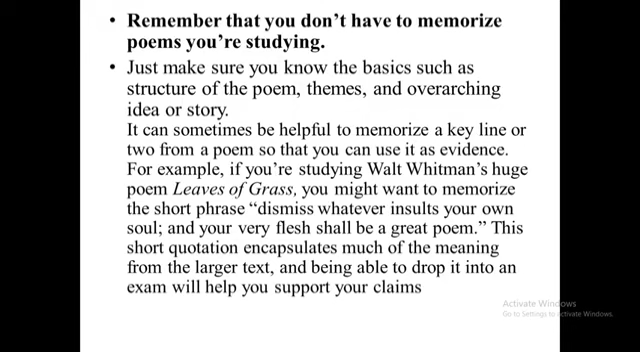 • Remember that you don't have to memorize
poems you're studying.
• Just make sure you know the basics such as
structure of the poem, themes, and overarching
idea or story.
It can sometimes be helpful to memorize a key line or
two from a poem so that you can use it as evidence.
For example, if you're studying Walt Whitman's huge
poem Leaves of Grass, you might want to memorize
the short phrase “dismiss whatever insults your own
soul; and your very flesh shall be a great poem.” This
short quotation encapsulates much of the meaning
from the larger text, and being able to drop it into an
exam will help you support your claims
Activate Windows
Go to Settings to activate Windows.